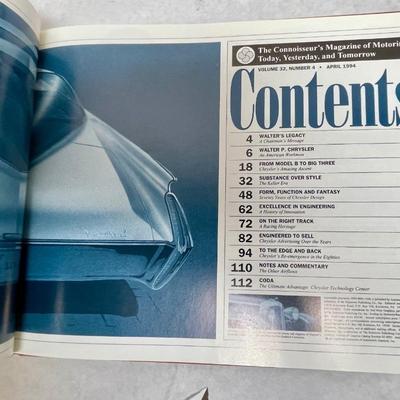 The Connoisseur's Magazine of Motoring
Today, Yesterday, and Tomorrow
VOLUME 32, NUMBER 4 • APRIL 1994
Contents
4 WALTER'S LEGACY
A Chairman's Message
6 WALTER P. CHRYSLER
An American Workman
18 FROM MODEL B TO BIG THREE
Chrysler's Amazing Ascent
32 SUBSTANCE OVER STYLE
The Keller Era
48 FORM, FUNCTION AND FANTASY
Seventy Years of Chrysler Design
62 EXCELLENCE IN ENGINEERING
A History of Innovation
72 ON THE RIGHT TRACK
A Racing Heritage
82 ENGINEERED TO SELL
Chrysler Advertising Over the Years
94 TO THE EDGE AND BACK
Chrysler's Re-emergence in the Eighties
110 NOTES AND COMMENTARY
The Other Airflows
112 CODA
The Ultimate Advantage: Chrysler Technology Center